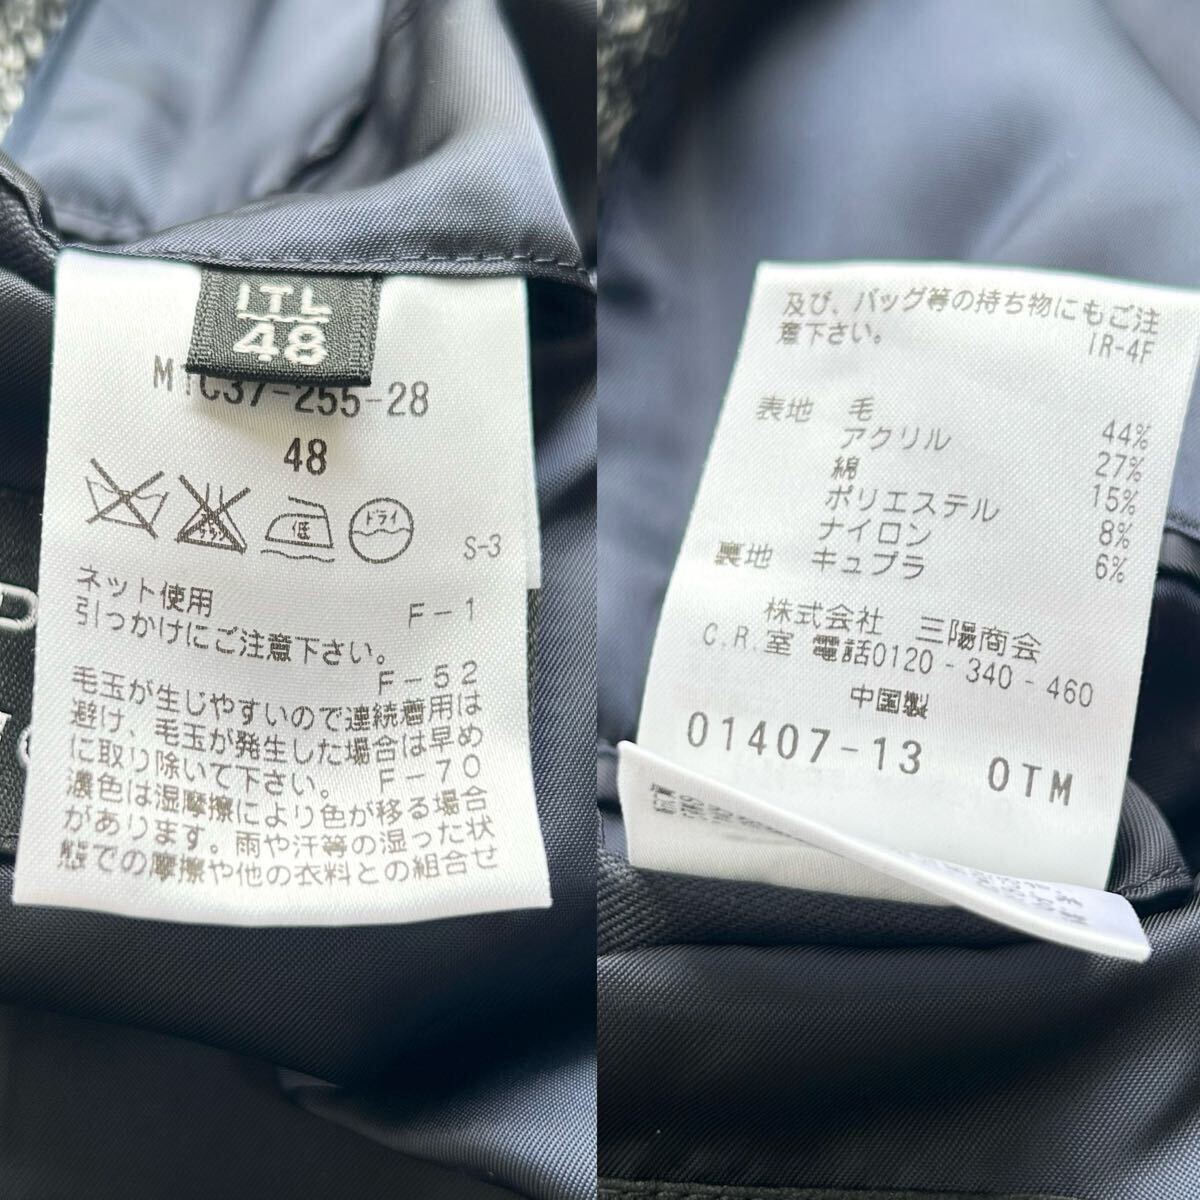 ITL
48
M1C37-255-28
48
サラシ
低
ドライ
S-3
ネット使用
F-1
引っかけにご注意下さい。
F-52
毛玉が生じやすいので連続着用は
避け、毛玉が発生した場合は早め
に取り除いて下さい。 F-70
濃色は湿摩擦により色が移る場合
があります。雨や汗等の湿った状
態での摩擦や他の衣料との組合せ
及び、バッグ等の持ち物にもご注
意下さい。 IR-4F
表地 毛 44%
アクリル 27%
綿 15%
ポリエステル 8%
ナイロン 6%
裏地 キュプラ
株式会社 三陽商会
C.R.室 電話0120-340-460
中国製
01407-13 OTM